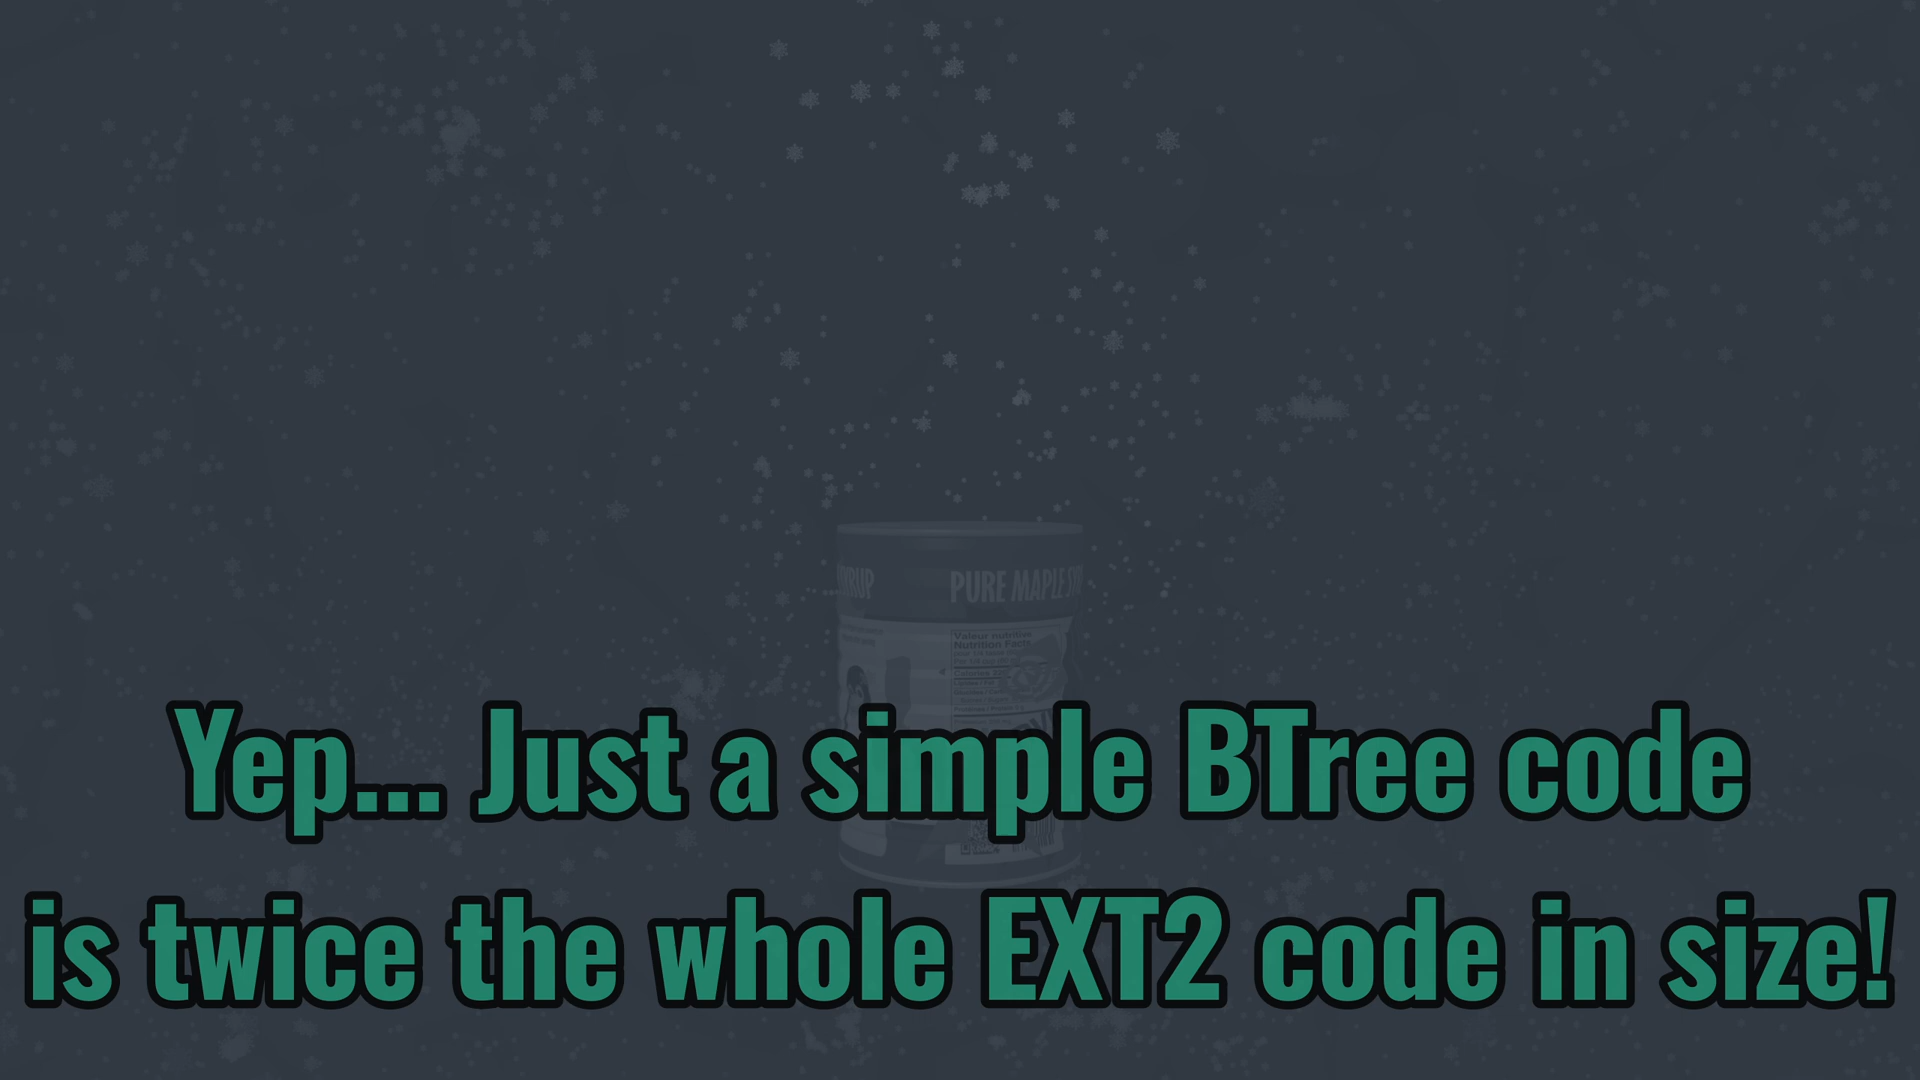 YRUP PURE MAPLE SY
Valeur nutritive
Nutrition Facts
Yep... Just a simple BTree code
is twice the whole EXT2 code in size!